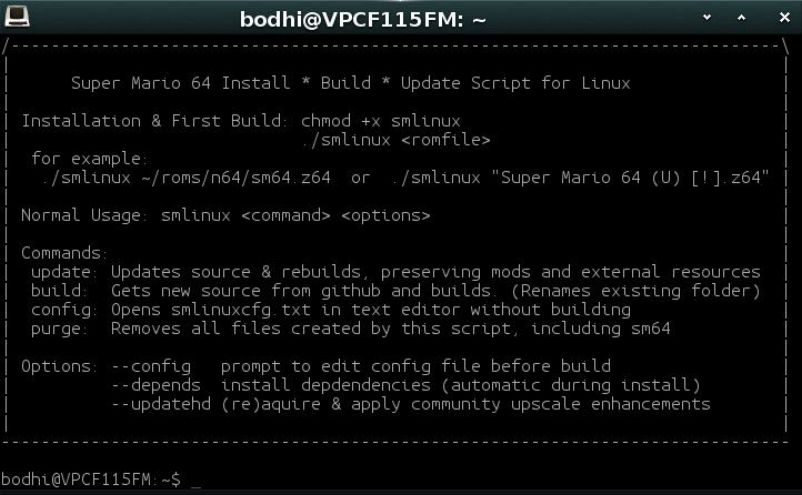 bodhi@VPCF115FM: ~
/-----------------------------------------------------------------------------\
Super Mario 64 Install * Build * Update Script for Linux
Installation & First Build: chmod +x smlinux
./smlinux <romfile>
for example:
./smlinux ~/roms/n64/sm64.z64  or  ./smlinux "Super Mario 64 (U) [!].z64"
Normal Usage: smlinux <command> <options>
Commands:
update: Updates source & rebuilds, preserving mods and external resources
build:  Gets new source from github and builds. (Renames existing folder)
config: Opens smlinuxcfg.txt in text editor without building
purge:  Removes all files created by this script, including sm64
Options: --config   prompt to edit config file before build
--depends  install depdendencies (automatic during install)
--updatehd (re)aquire & apply community upscale enhancements
-------------------------------------------------------------------------------
bodhi@VPCF115FM:~$ _